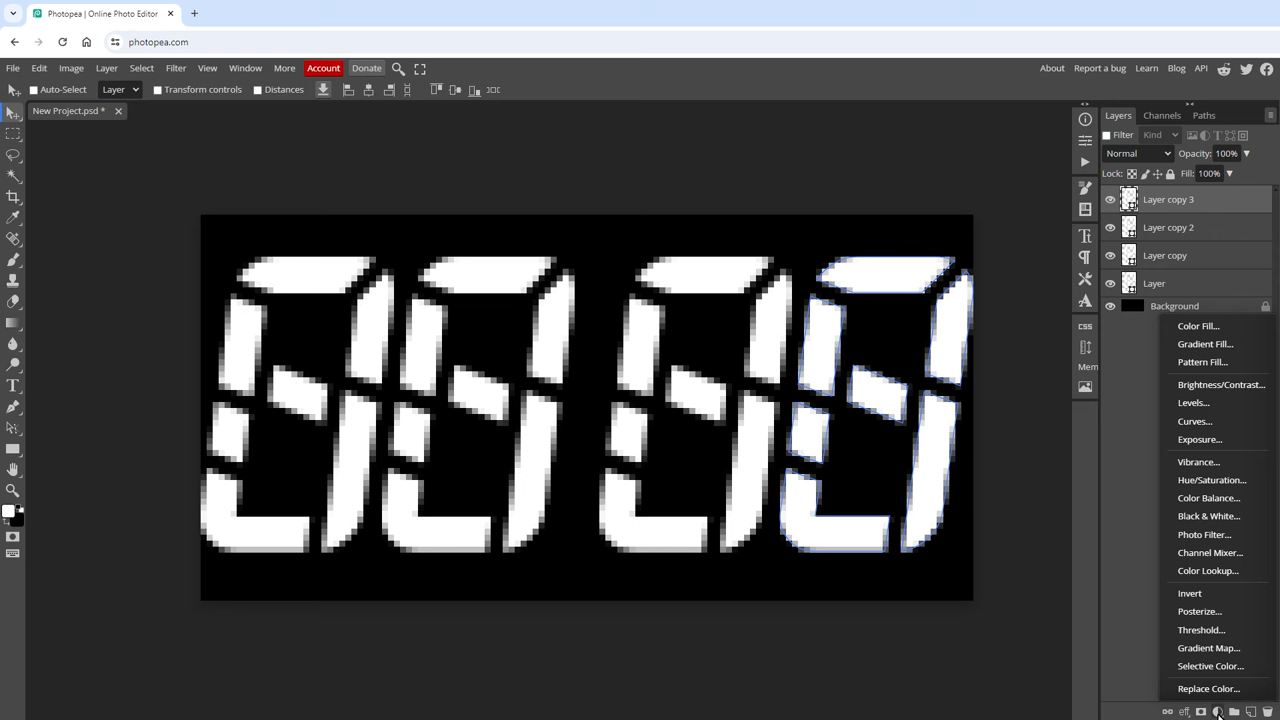 Photopea | Online Photo Editor
photopea.com
File Edit Image Layer Select Filter View Window More Account Donate About Report a bug Learn Blog API
Auto-Select Layer Transform controls Distances
New Project.psd *
Layers Channels Paths
Filter Kind
Normal Opacity: 100%
Lock: Fill: 100%
Layer copy 3
Layer copy 2
Layer copy
Layer
Background
CSS
Mem
Color Fill...
Gradient Fill...
Pattern Fill...
Brightness/Contrast...
Levels...
Curves...
Exposure...
Vibrance...
Hue/Saturation...
Color Balance...
Black & White...
Photo Filter...
Channel Mixer...
Color Lookup...
Invert
Posterize...
Threshold...
Gradient Map...
Selective Color...
Replace Color...
eff